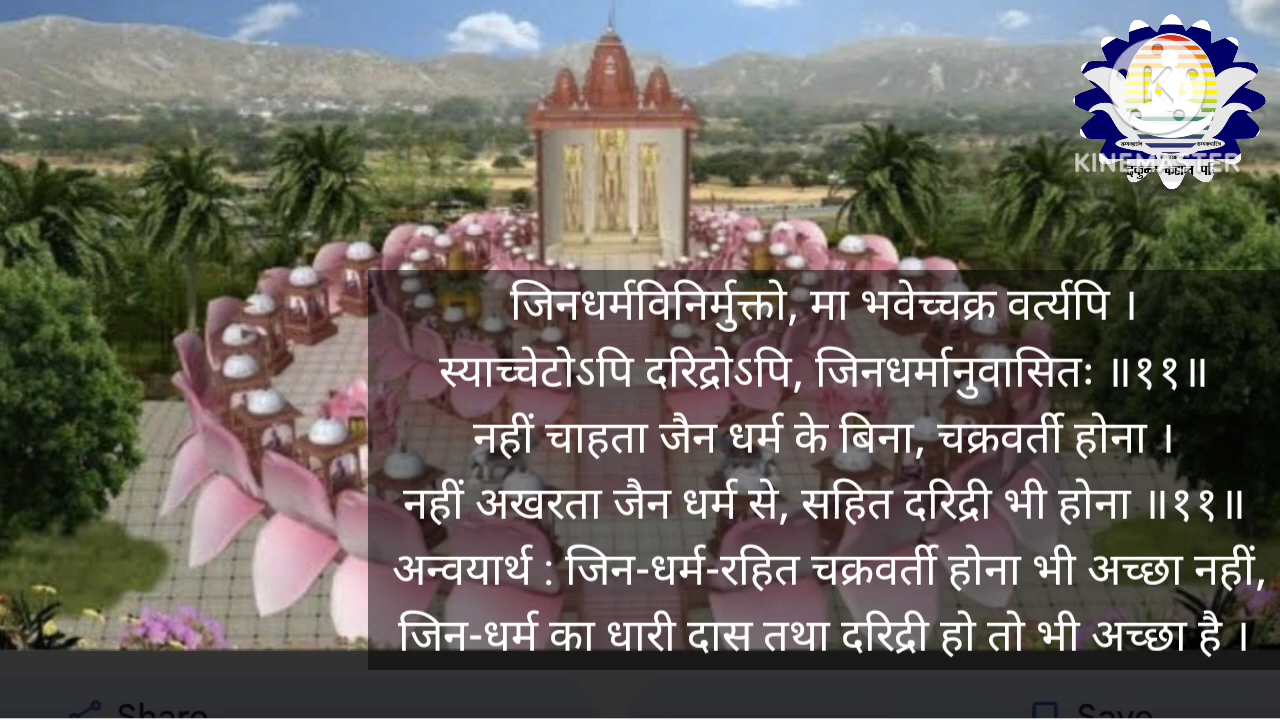 KINEMASTER
जिनधर्मविनिर्मुक्तो, मा भवेच्चक्र वर्त्यपि ।
स्याच्चेटोऽपि दरिद्रोऽपि, जिनधर्मानुवासितः ॥११॥
नहीं चाहता जैन धर्म के बिना, चक्रवर्ती होना ।
नहीं अखरता जैन धर्म से, सहित दरिद्री भी होना ॥११॥
अन्वयार्थ : जिन-धर्म-रहित चक्रवर्ती होना भी अच्छा नहीं,
जिन-धर्म का धारी दास तथा दरिद्री हो तो भी अच्छा है ।
Share Save